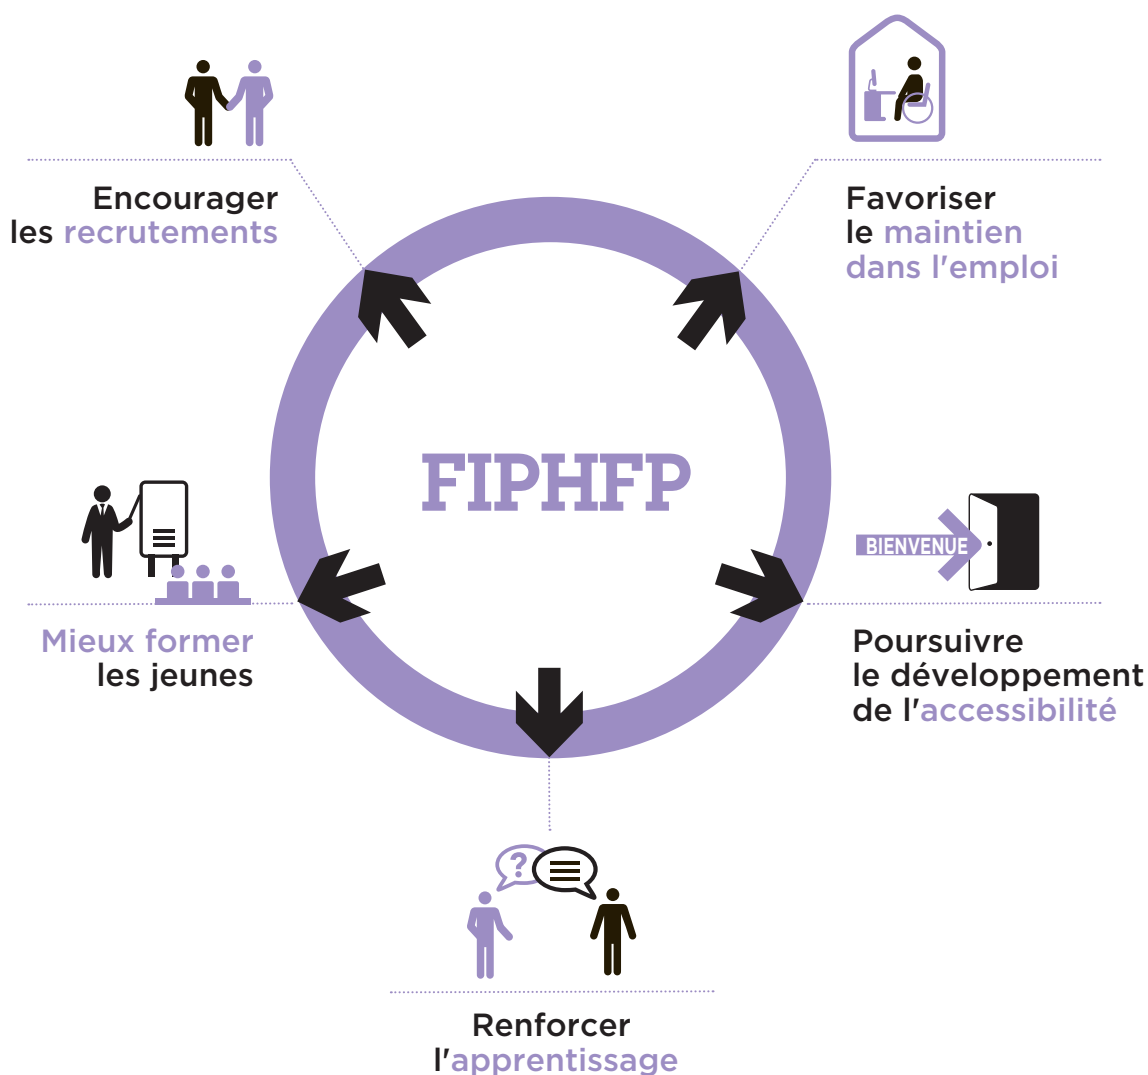 Encourager
les recrutements
Favoriser
le maintien
dans l'emploi
FIPHFP
BIENVENUE
Mieux former
les jeunes
Poursuivre
le développement
de l'accessibilité
?
Renforcer
l'apprentissage